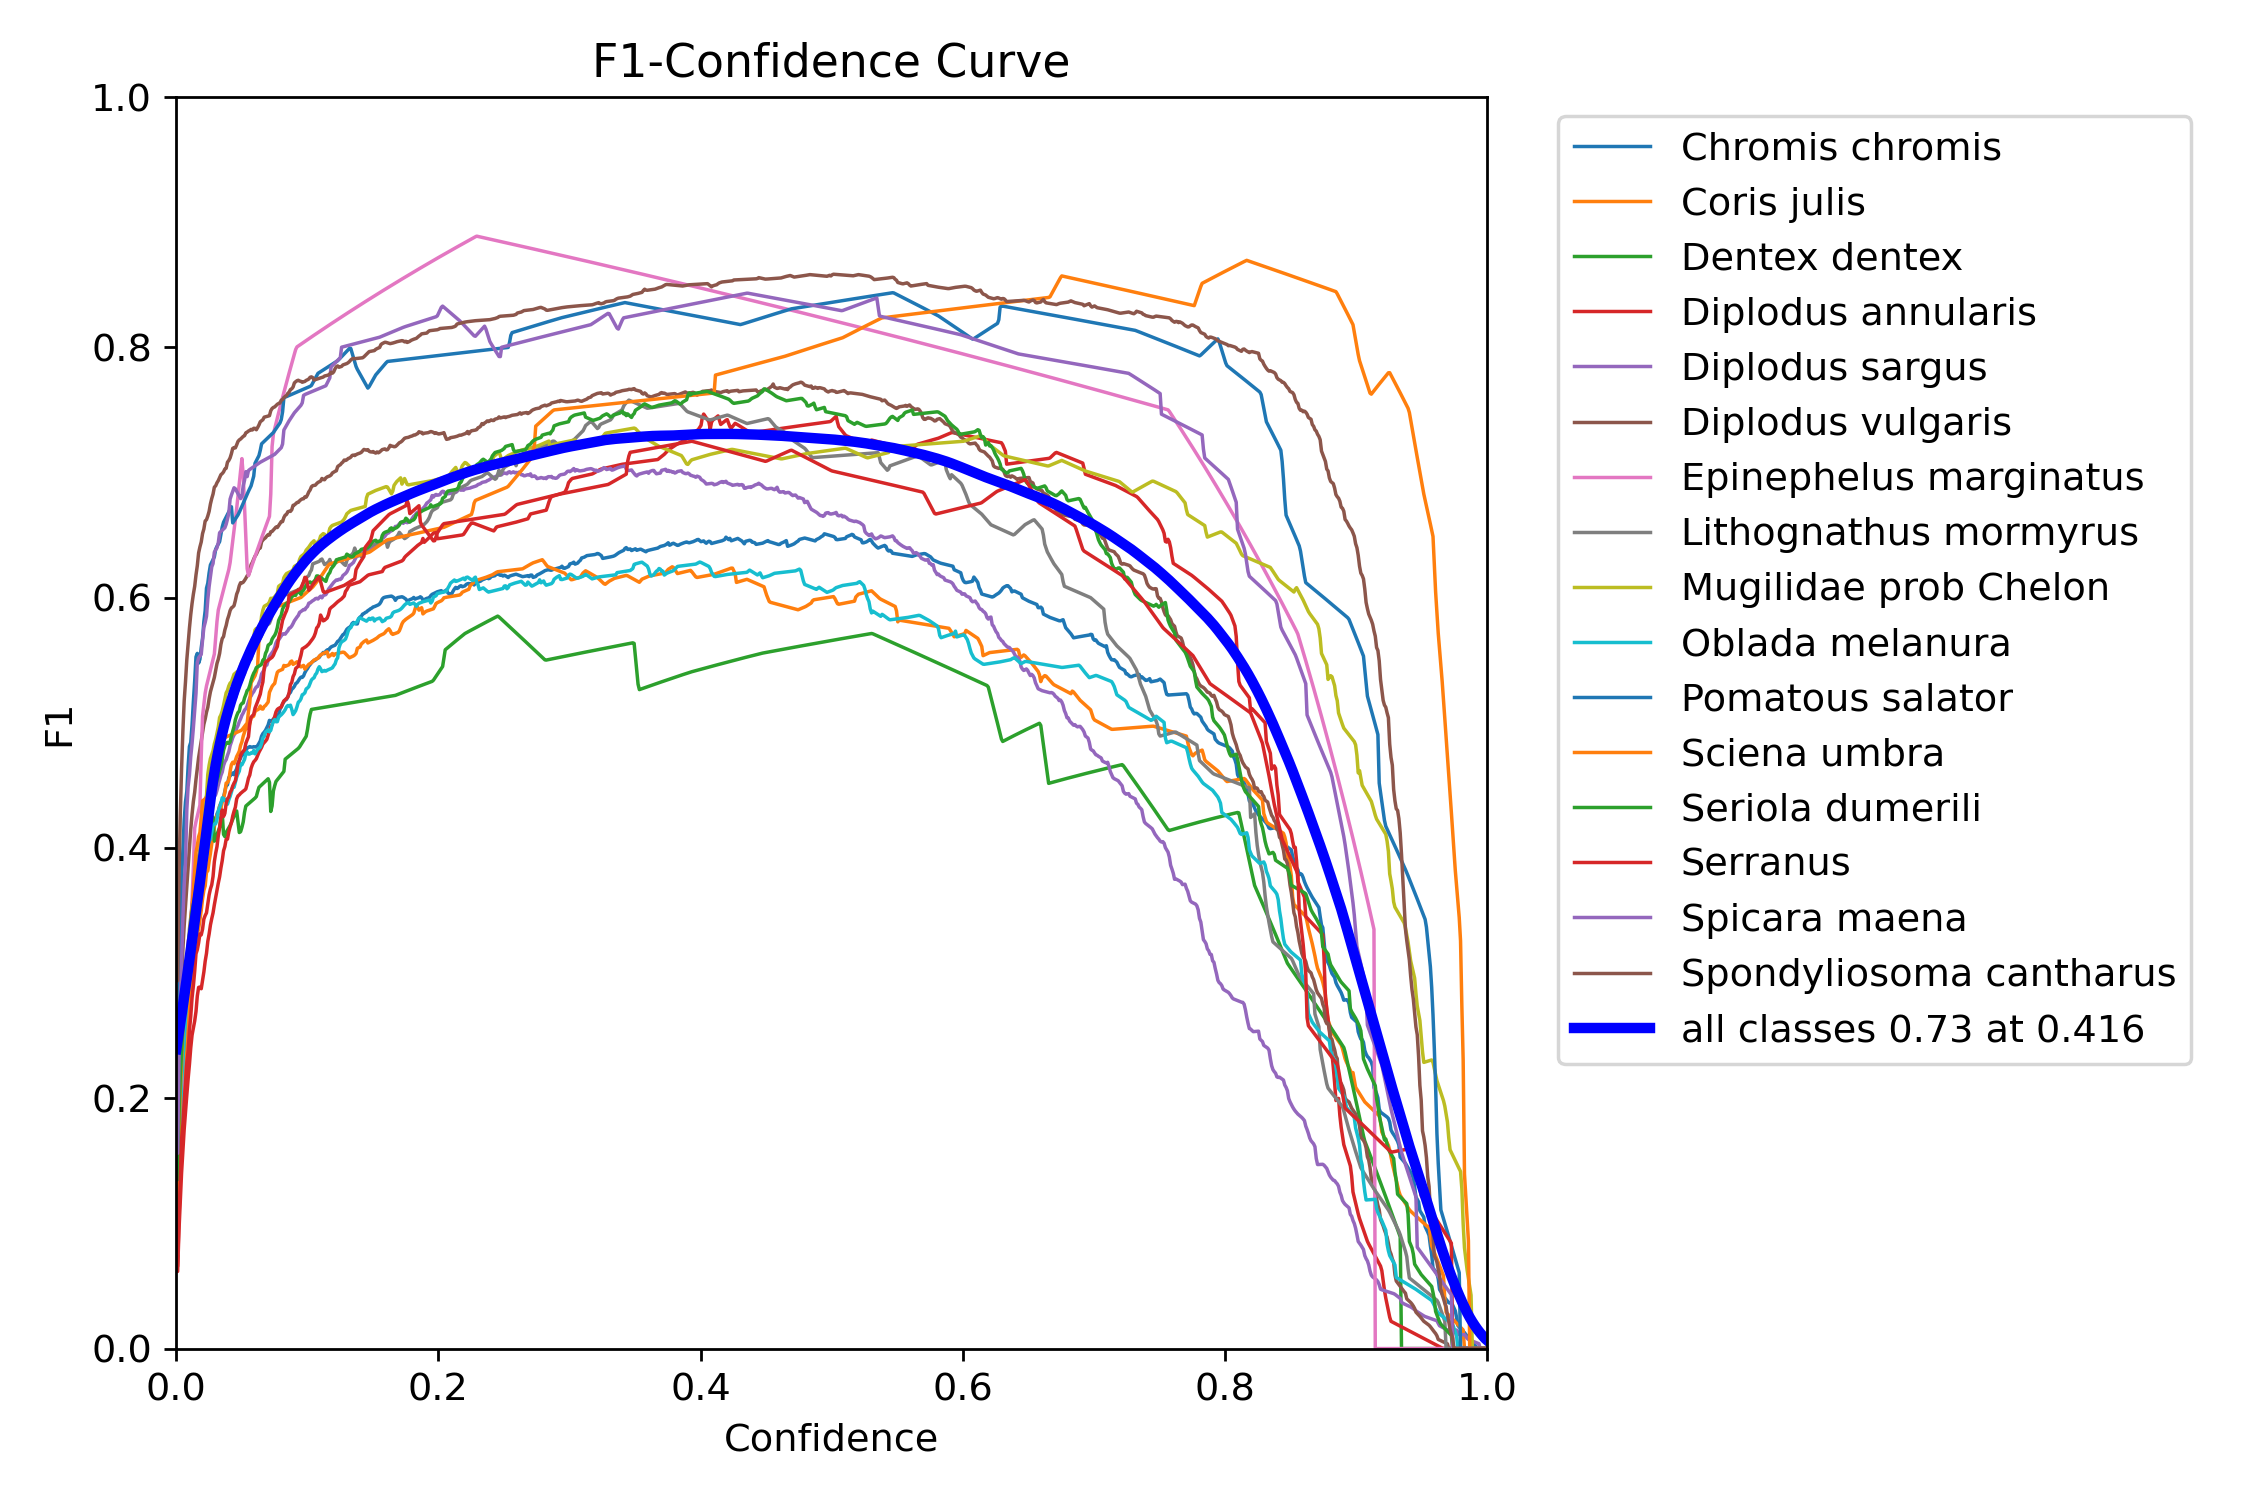 F1-Confidence Curve
1.0
0.8
0.6
0.4
0.2
0.0
F1
0.0 0.2 0.4 0.6 0.8 1.0
Confidence
Chromis chromis
Coris julis
Dentex dentex
Diplodus annularis
Diplodus sargus
Diplodus vulgaris
Epinephelus marginatus
Lithognathus mormyrus
Mugilidae prob Chelon
Oblada melanura
Pomatous salator
Sciena umbra
Seriola dumerili
Serranus
Spicara maena
Spondyliosoma cantharus
all classes 0.73 at 0.416